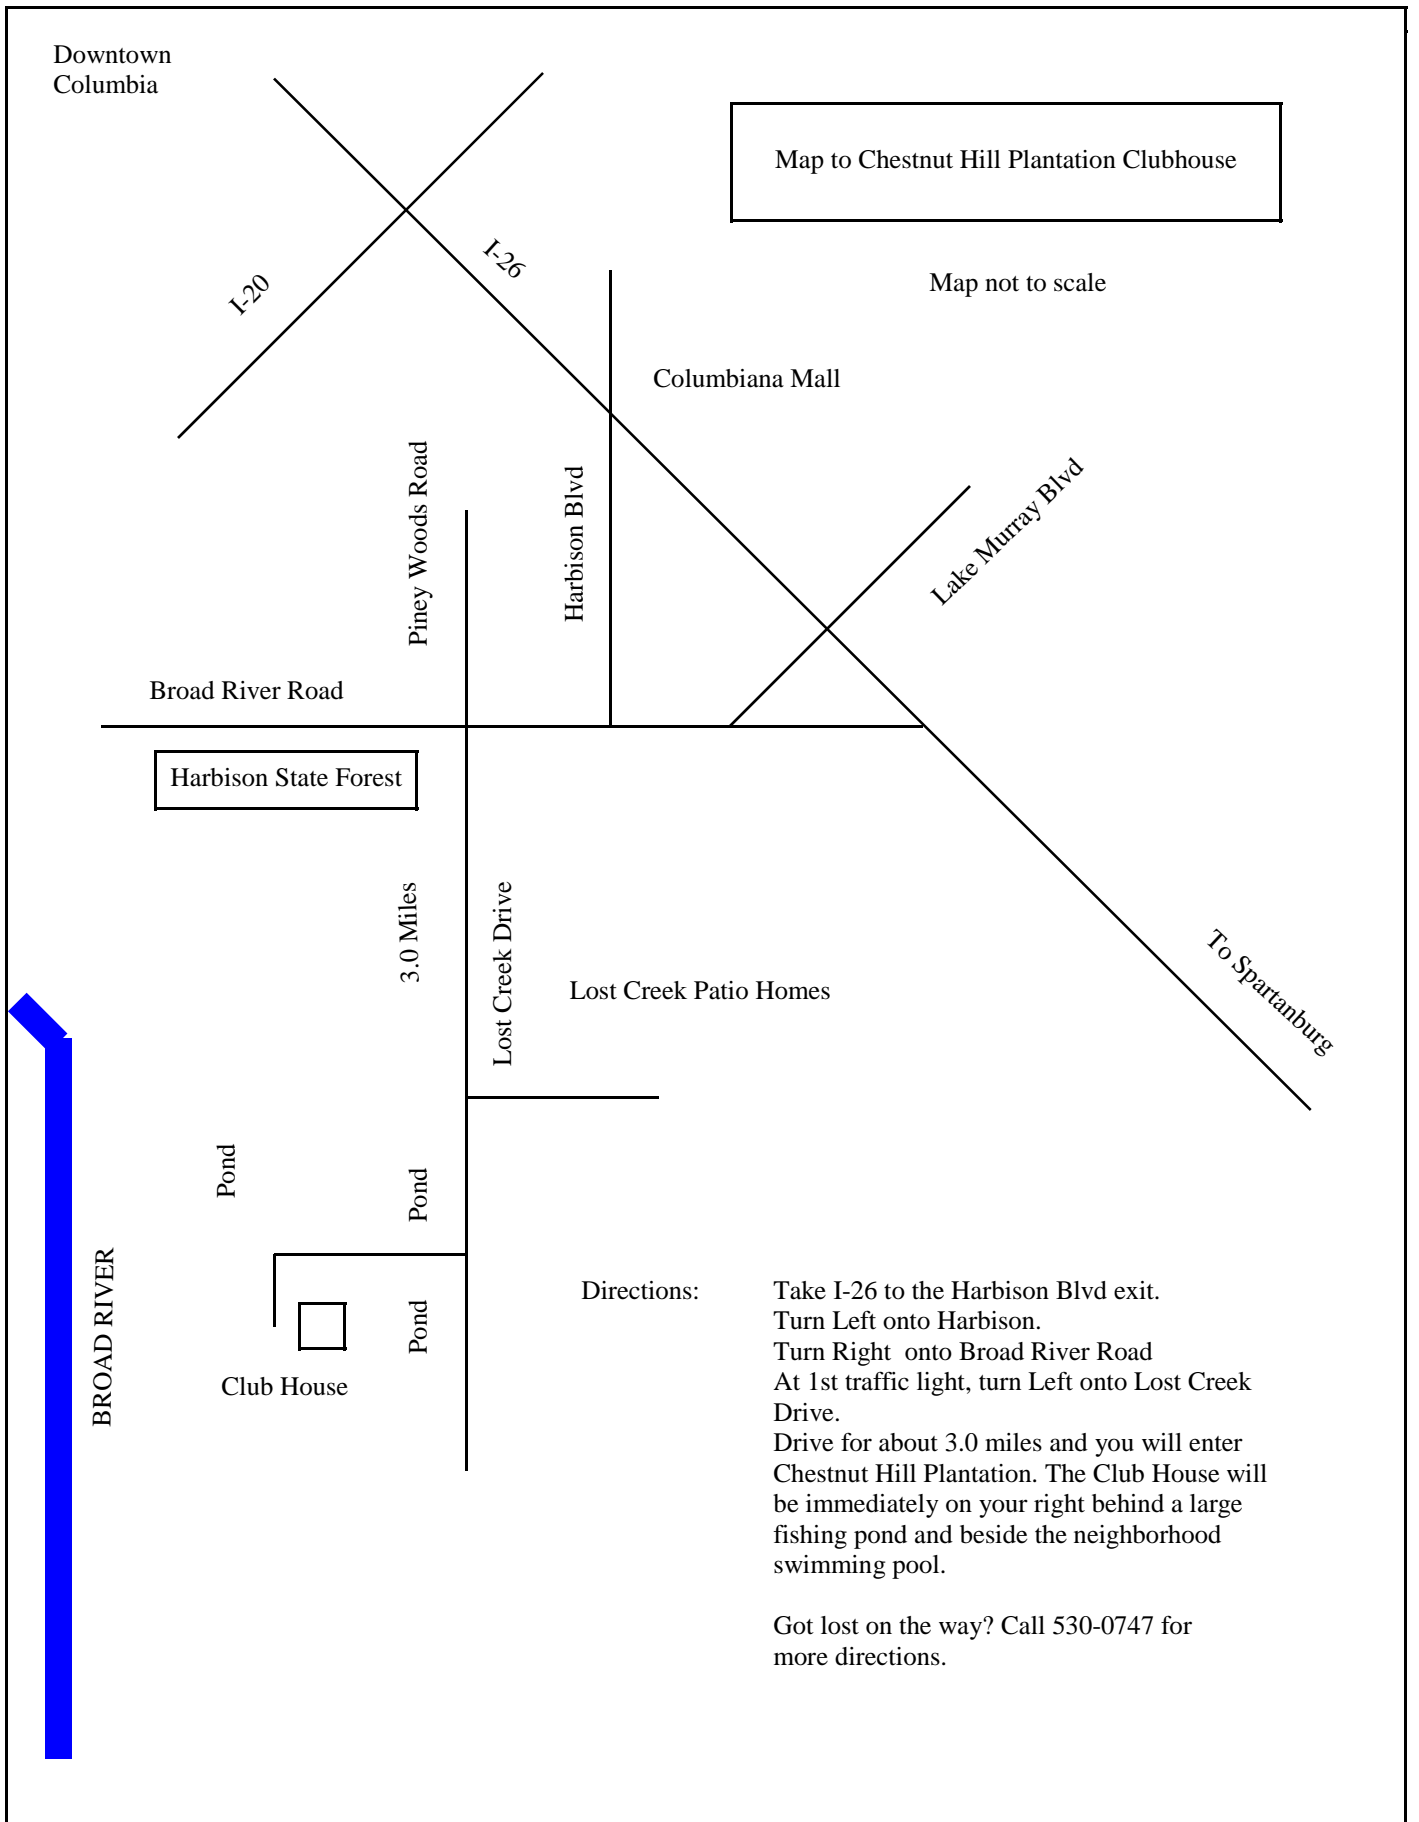 Downtown
Columbia
Map to Chestnut Hill Plantation Clubhouse
I-26
I-20
Map not to scale
Columbiana Mall
Piney Woods Road
Harbison Blvd
Lake Murray Blvd
Broad River Road
Harbison State Forest
3.0 Miles
Lost Creek Drive
Lost Creek Patio Homes
To Spartanburg
Pond
Pond
BROAD RIVER
Pond
Club House
Directions:
Take I-26 to the Harbison Blvd exit.
Turn Left onto Harbison.
Turn Right  onto Broad River Road
At 1st traffic light, turn Left onto Lost Creek
Drive.
Drive for about 3.0 miles and you will enter
Chestnut Hill Plantation. The Club House will
be immediately on your right behind a large
fishing pond and beside the neighborhood
swimming pool.
Got lost on the way? Call 530-0747 for
more directions.